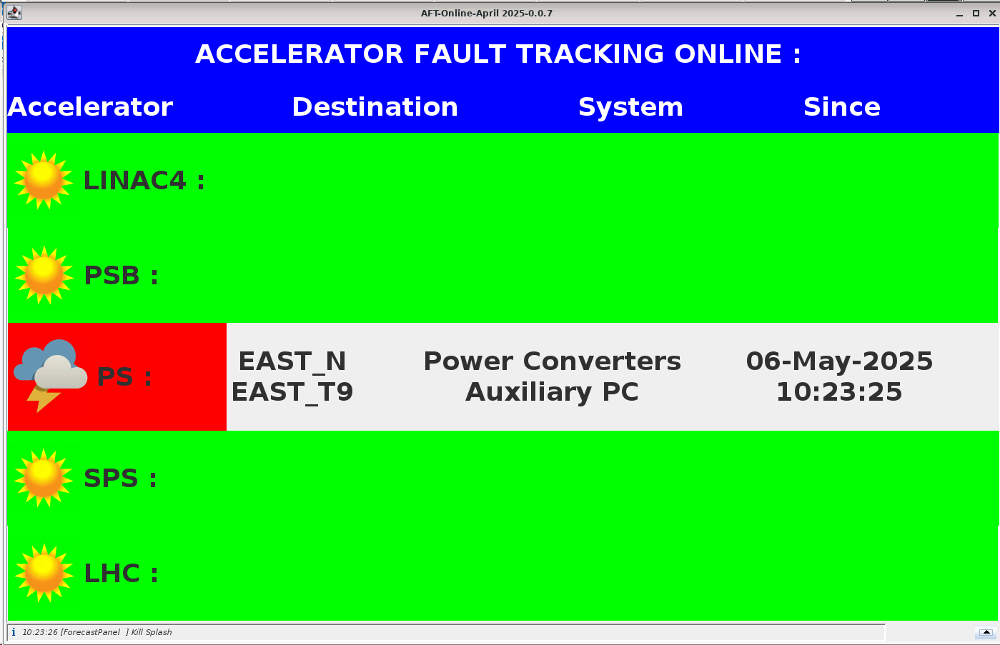 AFT-Online-April 2025-0.0.7
ACCELERATOR FAULT TRACKING ONLINE :
Accelerator Destination System Since
LINAC4 :
PSB :
PS :
EAST_N Power Converters 06-May-2025
EAST_T9 Auxiliary PC 10:23:25
SPS :
LHC :
i 10:23:26 [ForecastPanel ] Kill Splash